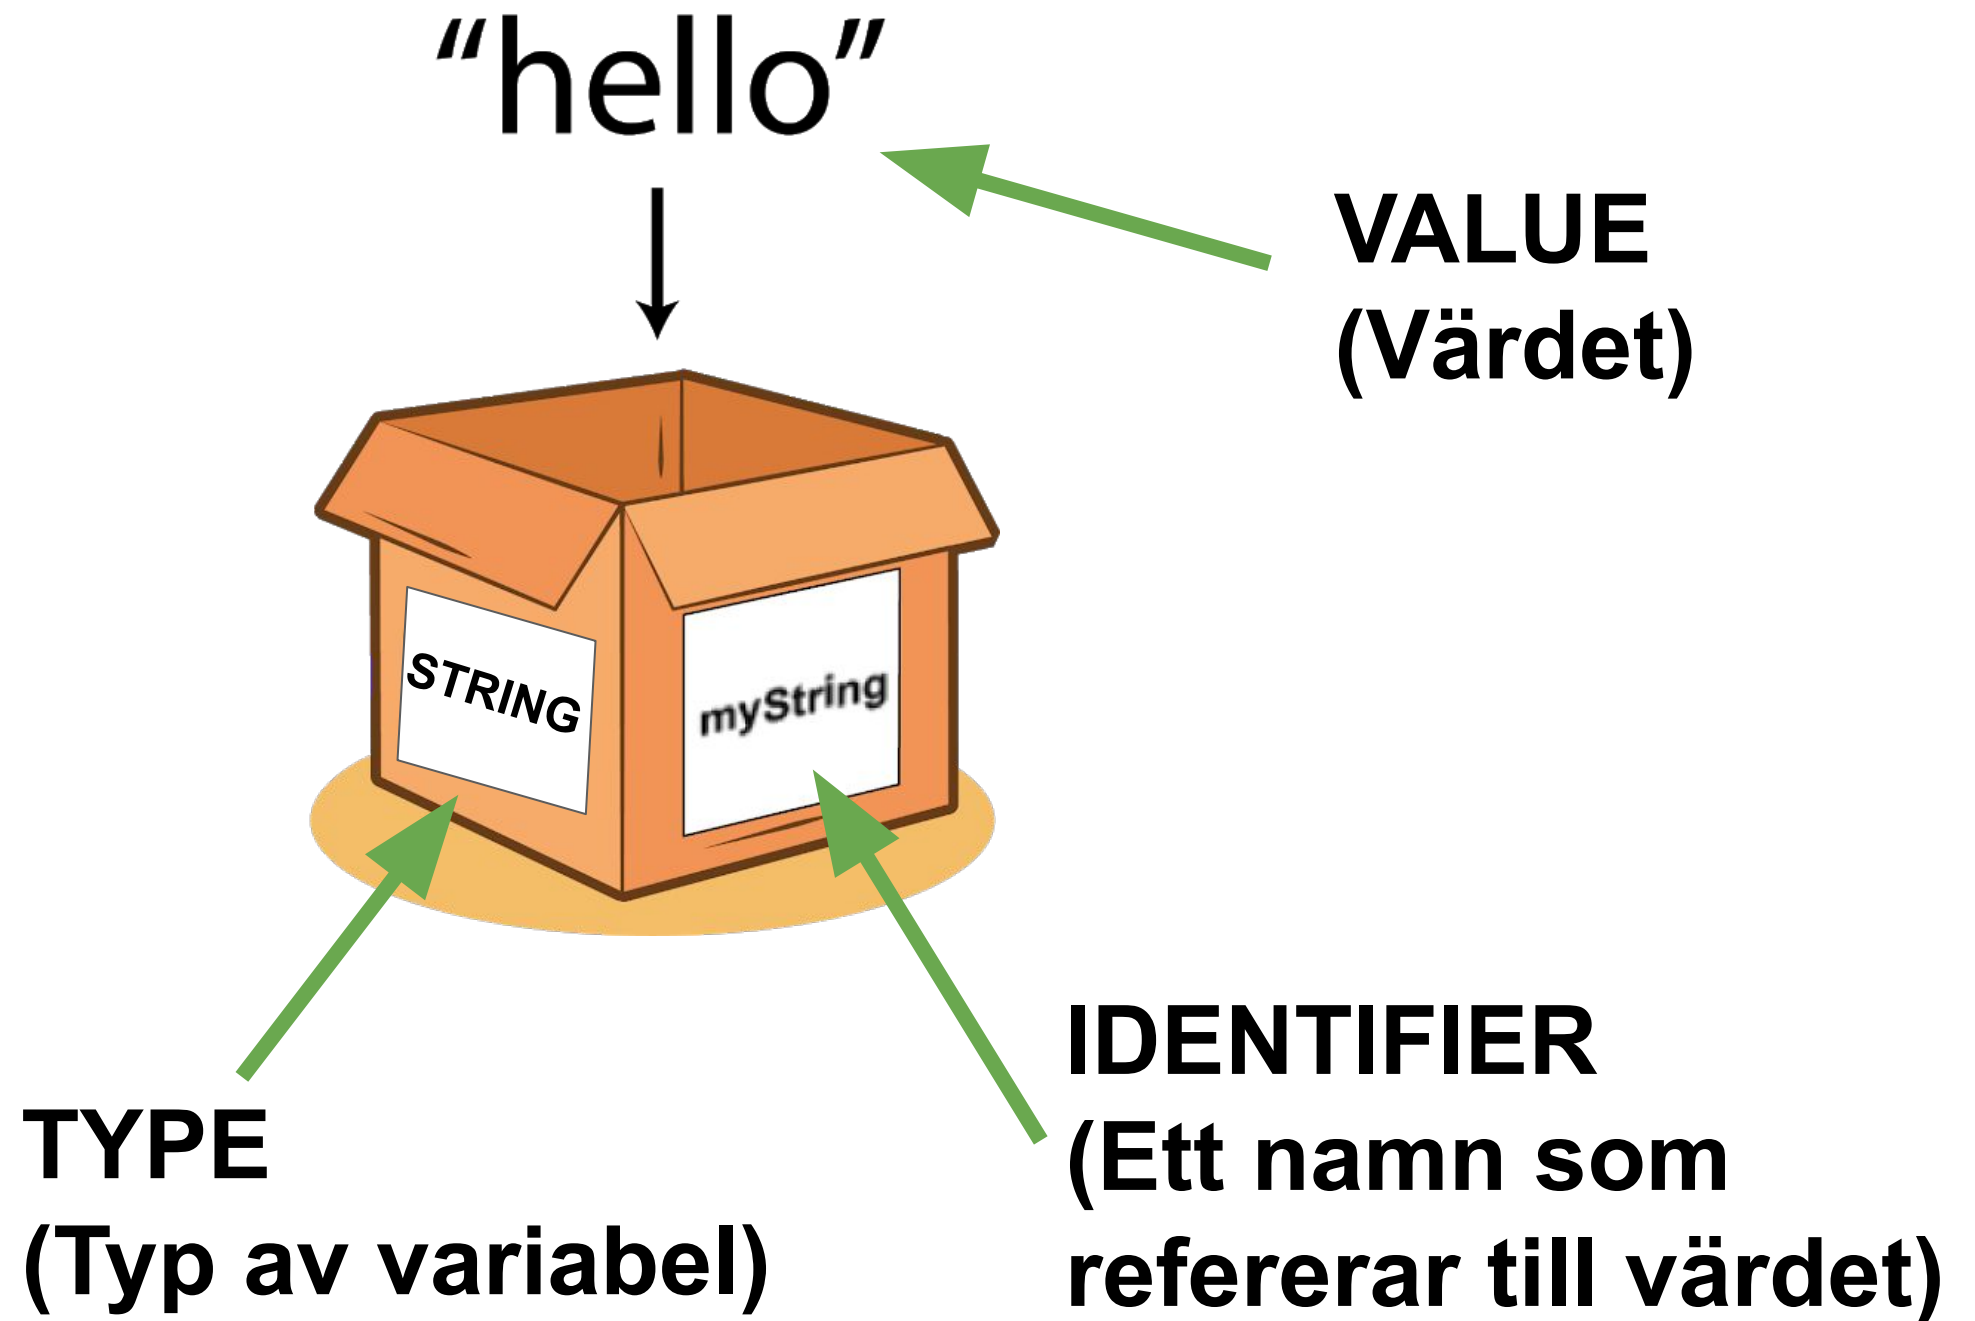 “hello”
VALUE
(Värdet)
STRING
myString
IDENTIFIER
(Ett namn som
refererar till värdet)
TYPE
(Typ av variabel)